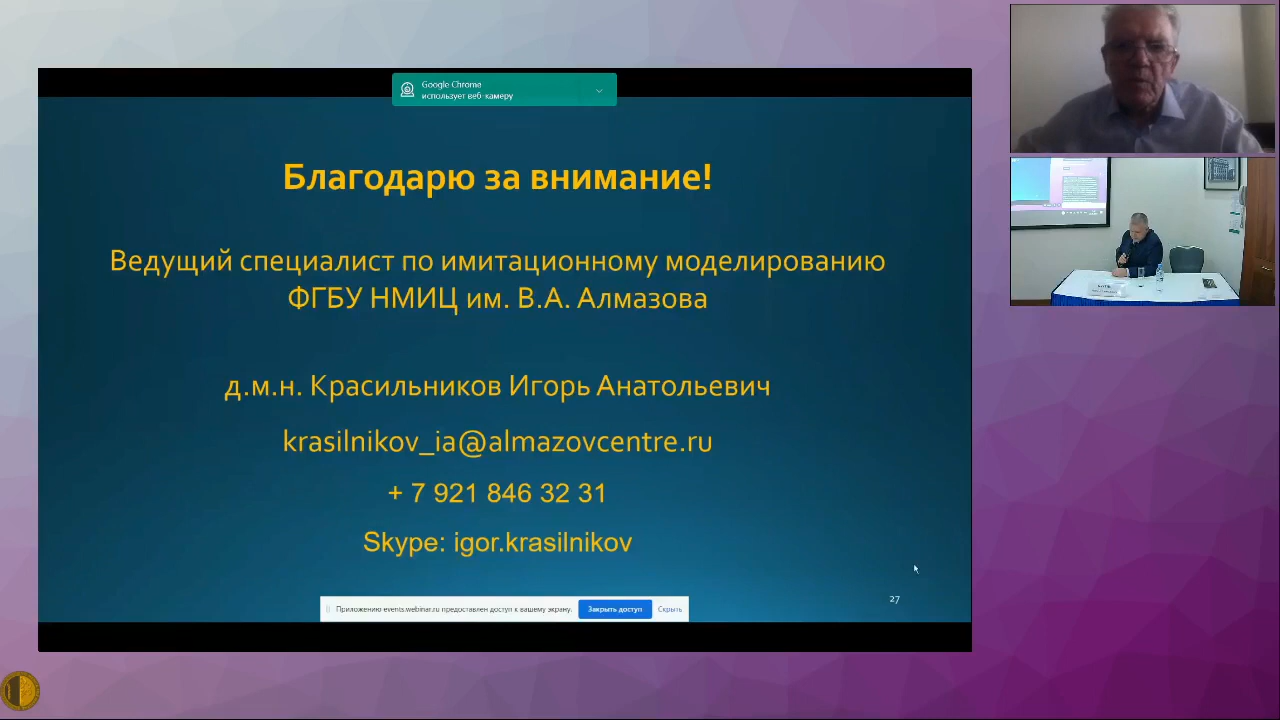 Google Chrome
использует веб-камеру
Благодарю за внимание!
Ведущий специалист по имитационному моделированию
ФГБУ НМИЦ им. В.А. Алмазова
д.м.н. Красильников Игорь Анатольевич
krasilnikov_ia@almazovcentre.ru
+ 7 921 846 32 31
Skype: igor.krasilnikov
27
Приложению events.webinar.ru предоставлен доступ к вашему экрану.
Закрыть доступ
Скрыть